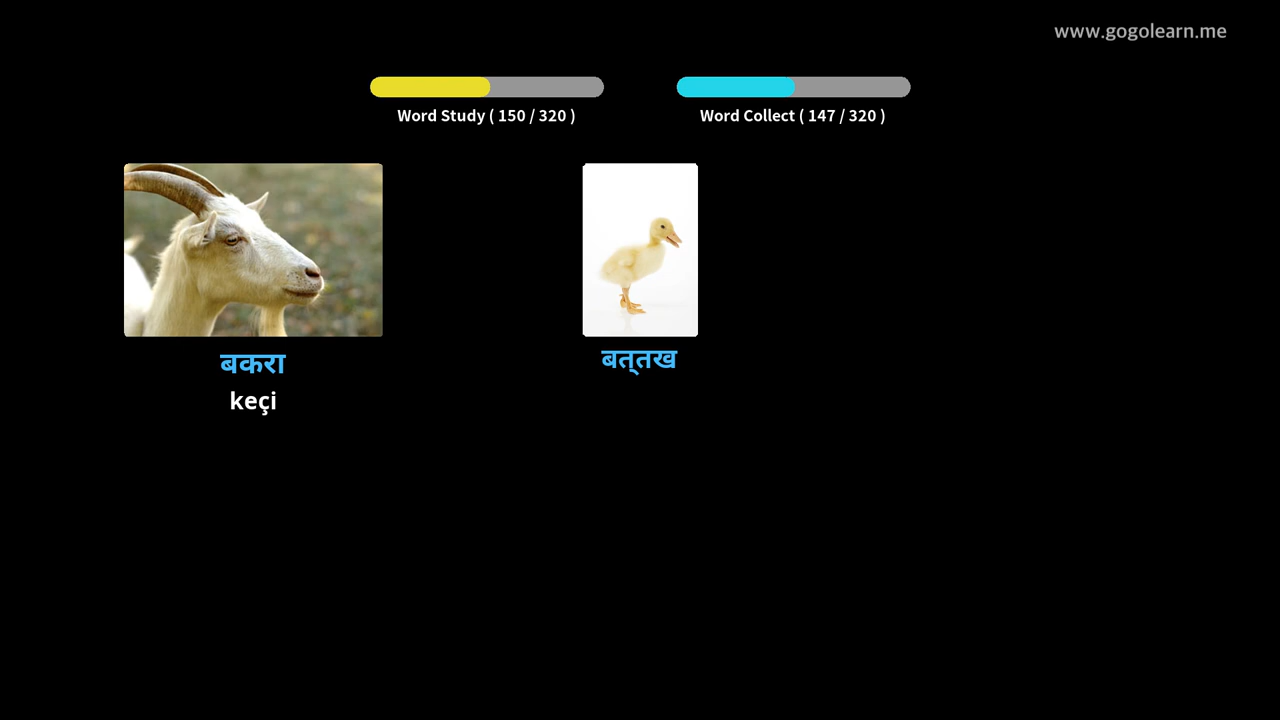 www.gogolearn.me
Word Study ( 150 / 320 )
Word Collect ( 147 / 320 )
बकरा
keçi
बत्‌तख